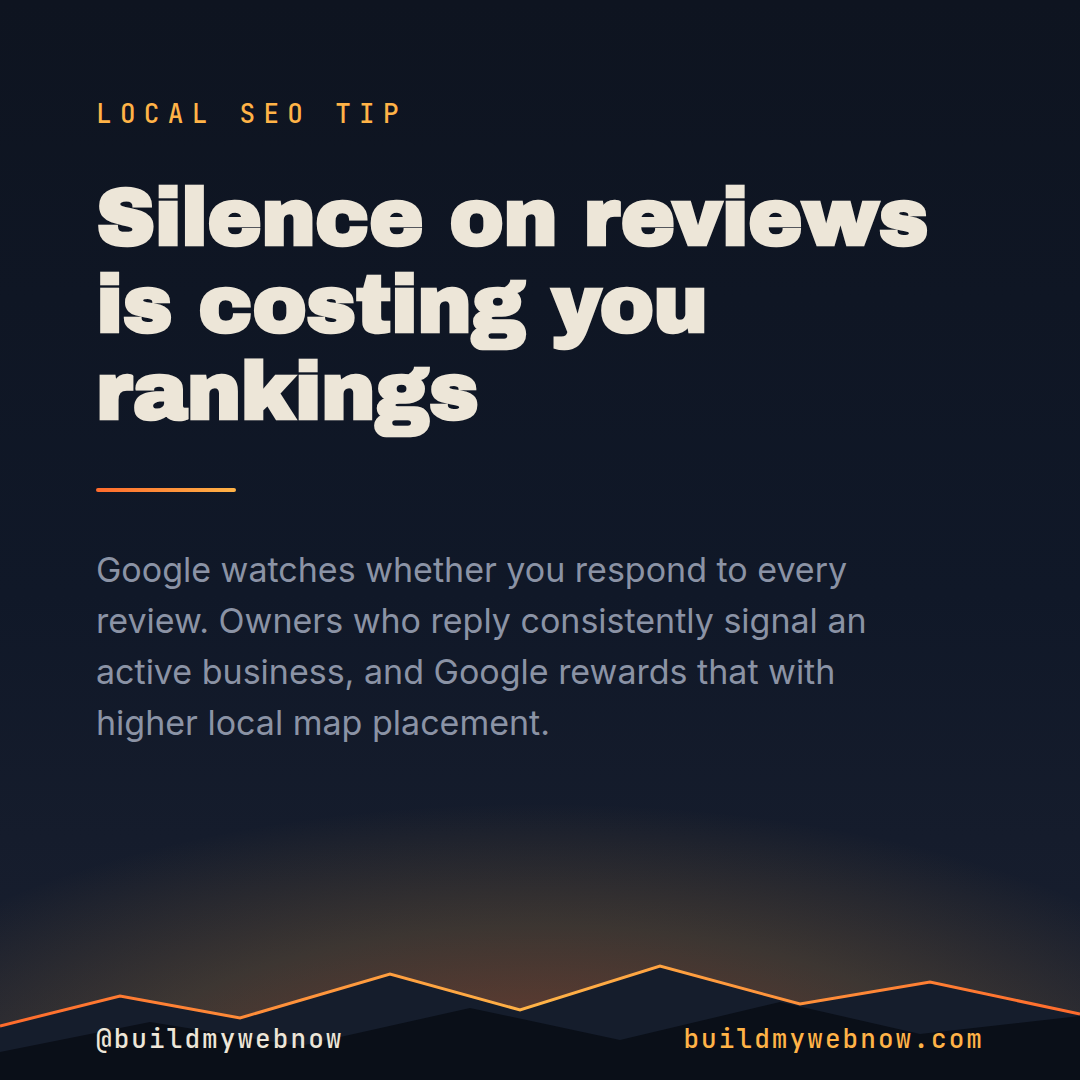 LOCAL SEO TIP
Silence on reviews
is costing you
rankings
Google watches whether you respond to every
review. Owners who reply consistently signal an
active business, and Google rewards that with
higher local map placement.
@buildmywebnow
buildmywebnow.com